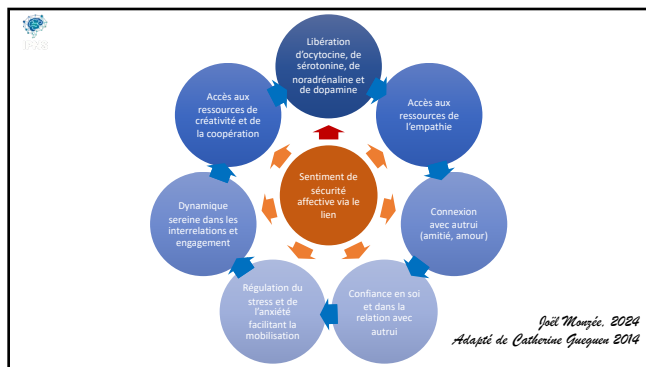 Libération
d'ocytocine, de
sérotonine, de
noradrénaline et
de dopamine
Accès aux
ressources de
l'empathie
Connexion
avec autrui
(amitié, amour)
Confiance en soi
et dans la
relation avec
autrui
Régulation du
stress et de
l'anxiété
facilitant la
mobilisation
Dynamique
sereine dans les
interrelations et
engagement
Accès aux
ressources de
créativité et de
la coopération
Sentiment de
sécurité
affective via le
lien
Joël Monzée, 2024
Adapté de Catherine Gueguen 2014